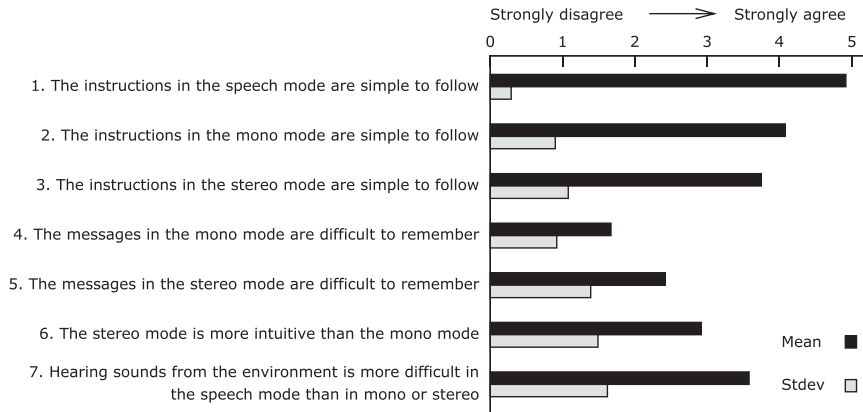 Strongly disagree Strongly agree
0 1 2 3 4 5
1. The instructions in the speech mode are simple to follow
2. The instructions in the mono mode are simple to follow
3. The instructions in the stereo mode are simple to follow
4. The messages in the mono mode are difficult to remember
5. The messages in the stereo mode are difficult to remember
6. The stereo mode is more intuitive than the mono mode
Mean
7. Hearing sounds from the environment is more difficult in
the speech mode than in mono or stereo
Stdev